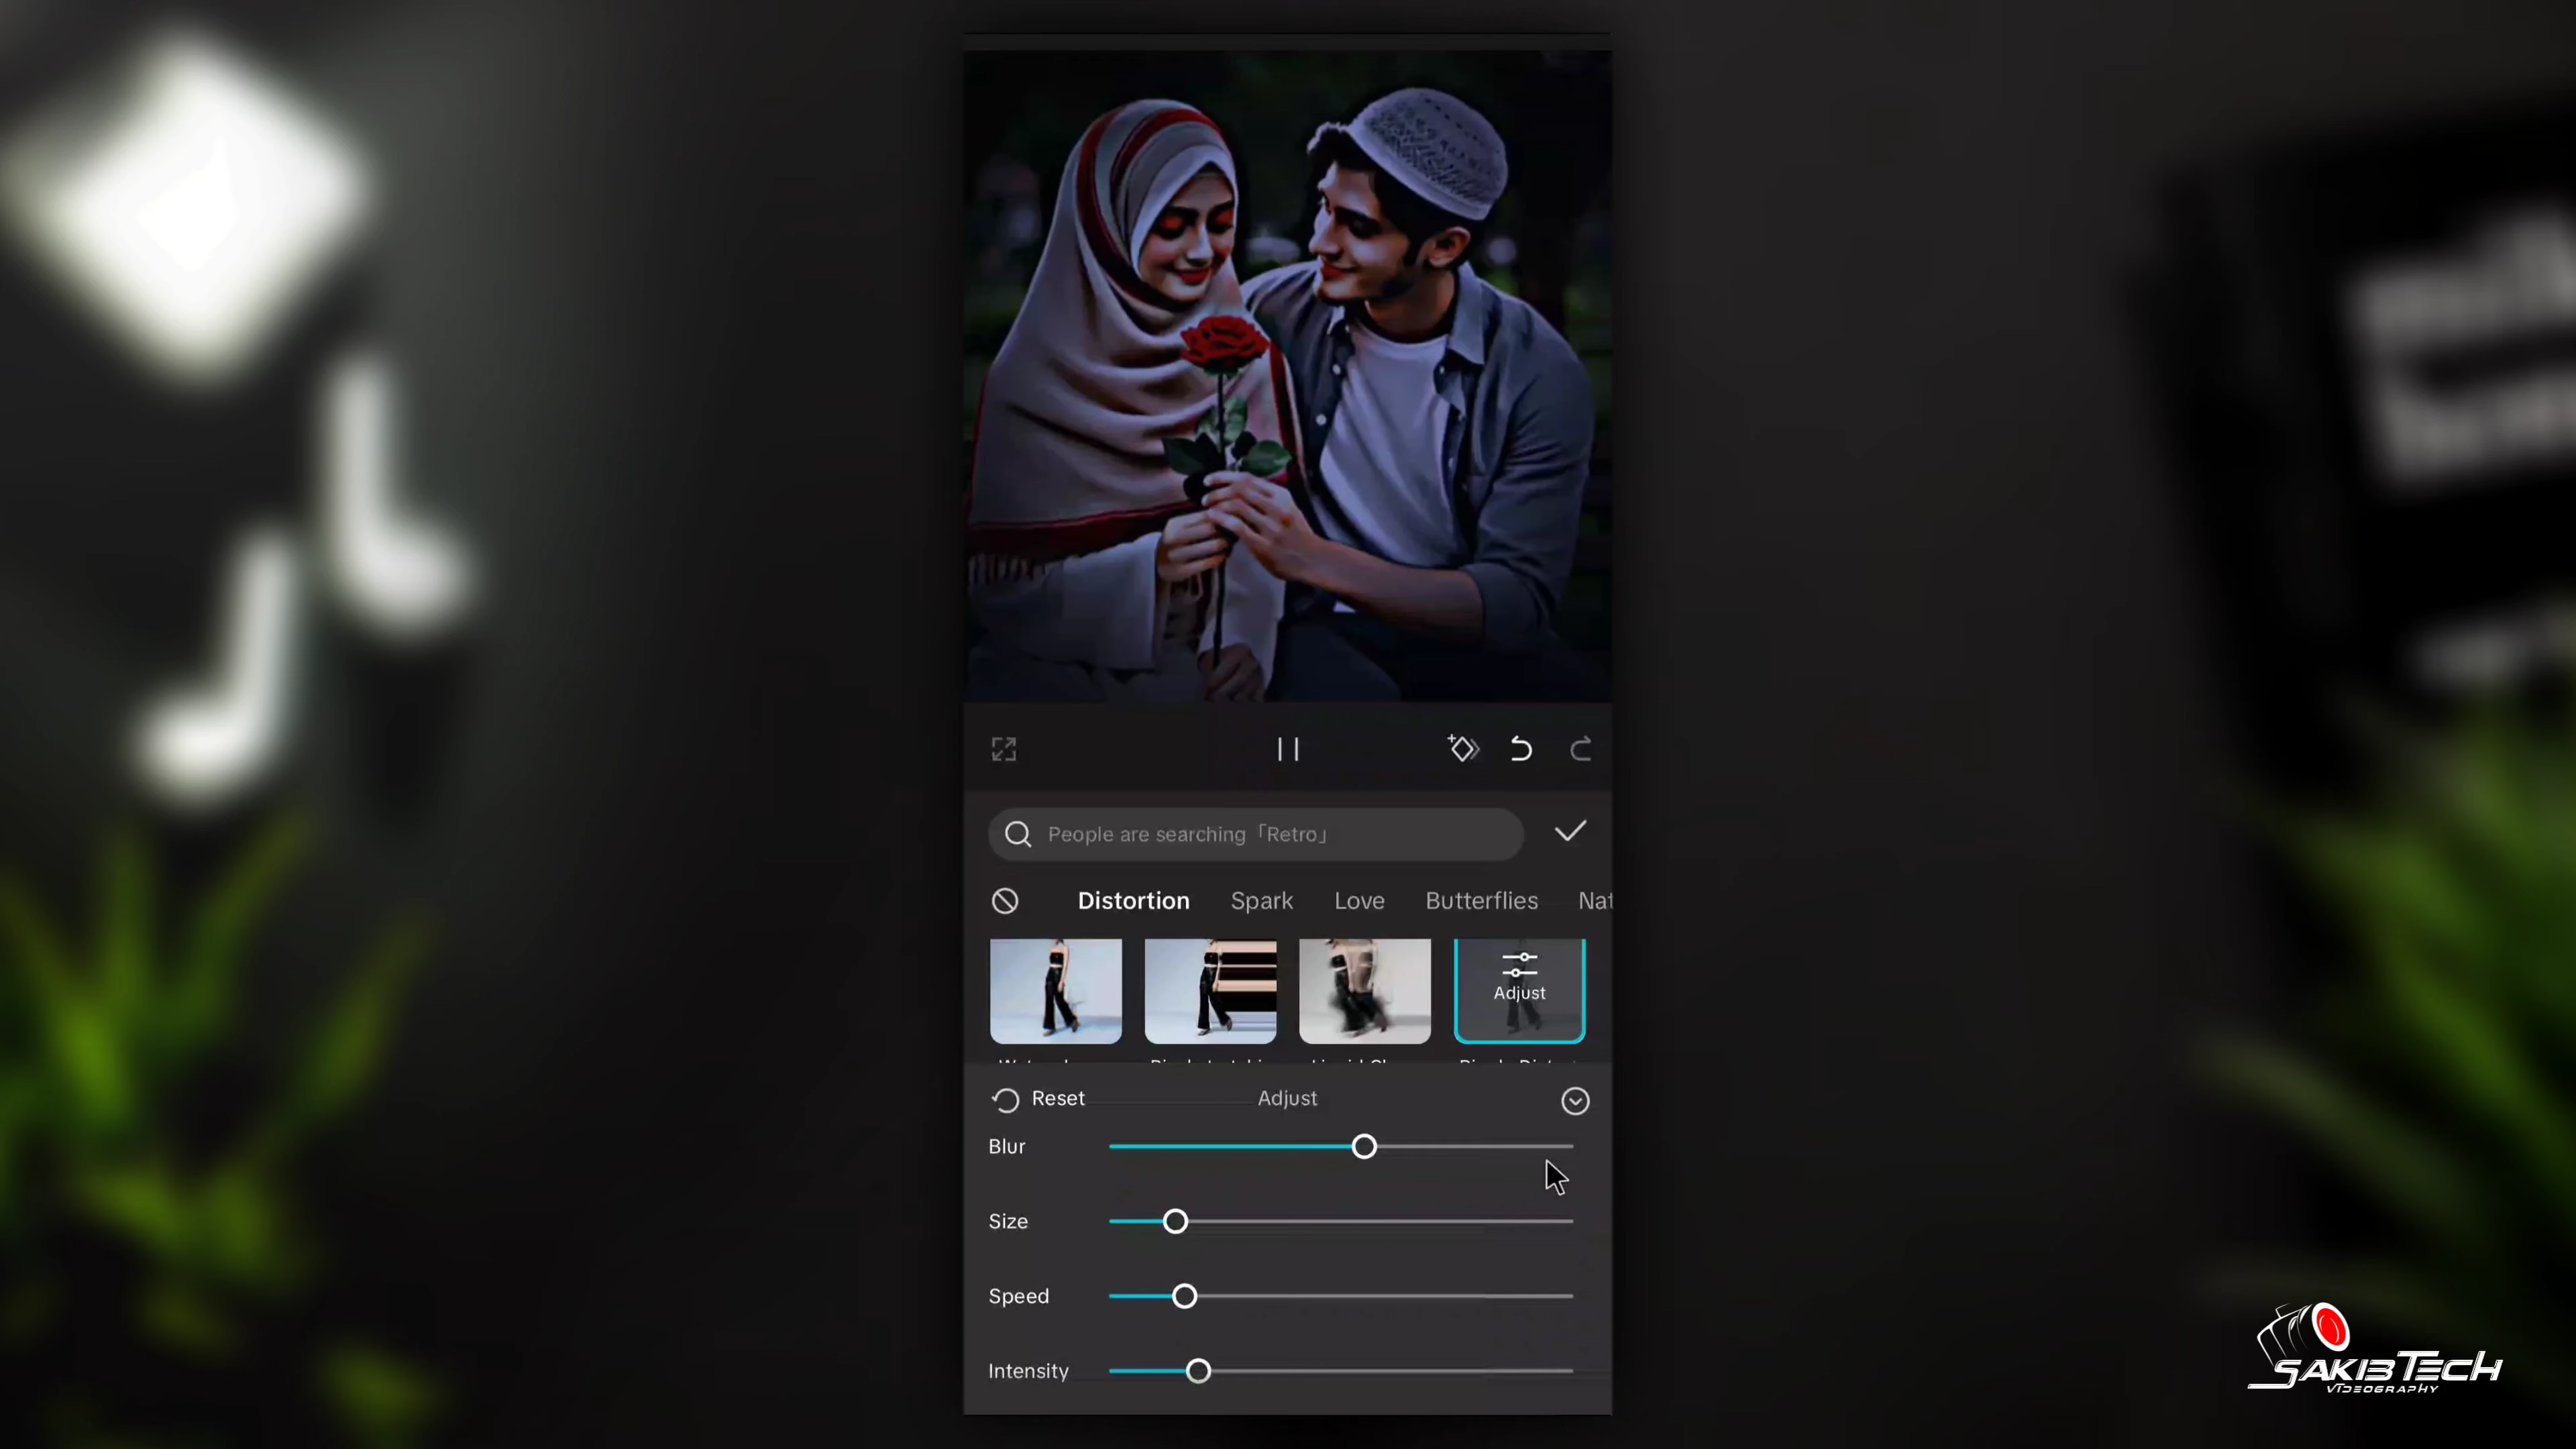 People are searching「Retro」
Distortion Spark Love Butterflies Nat
Adjust
Reset Adjust
Blur
Size
Speed
Intensity
SAKIBTECH
VIDEOGRAPHY